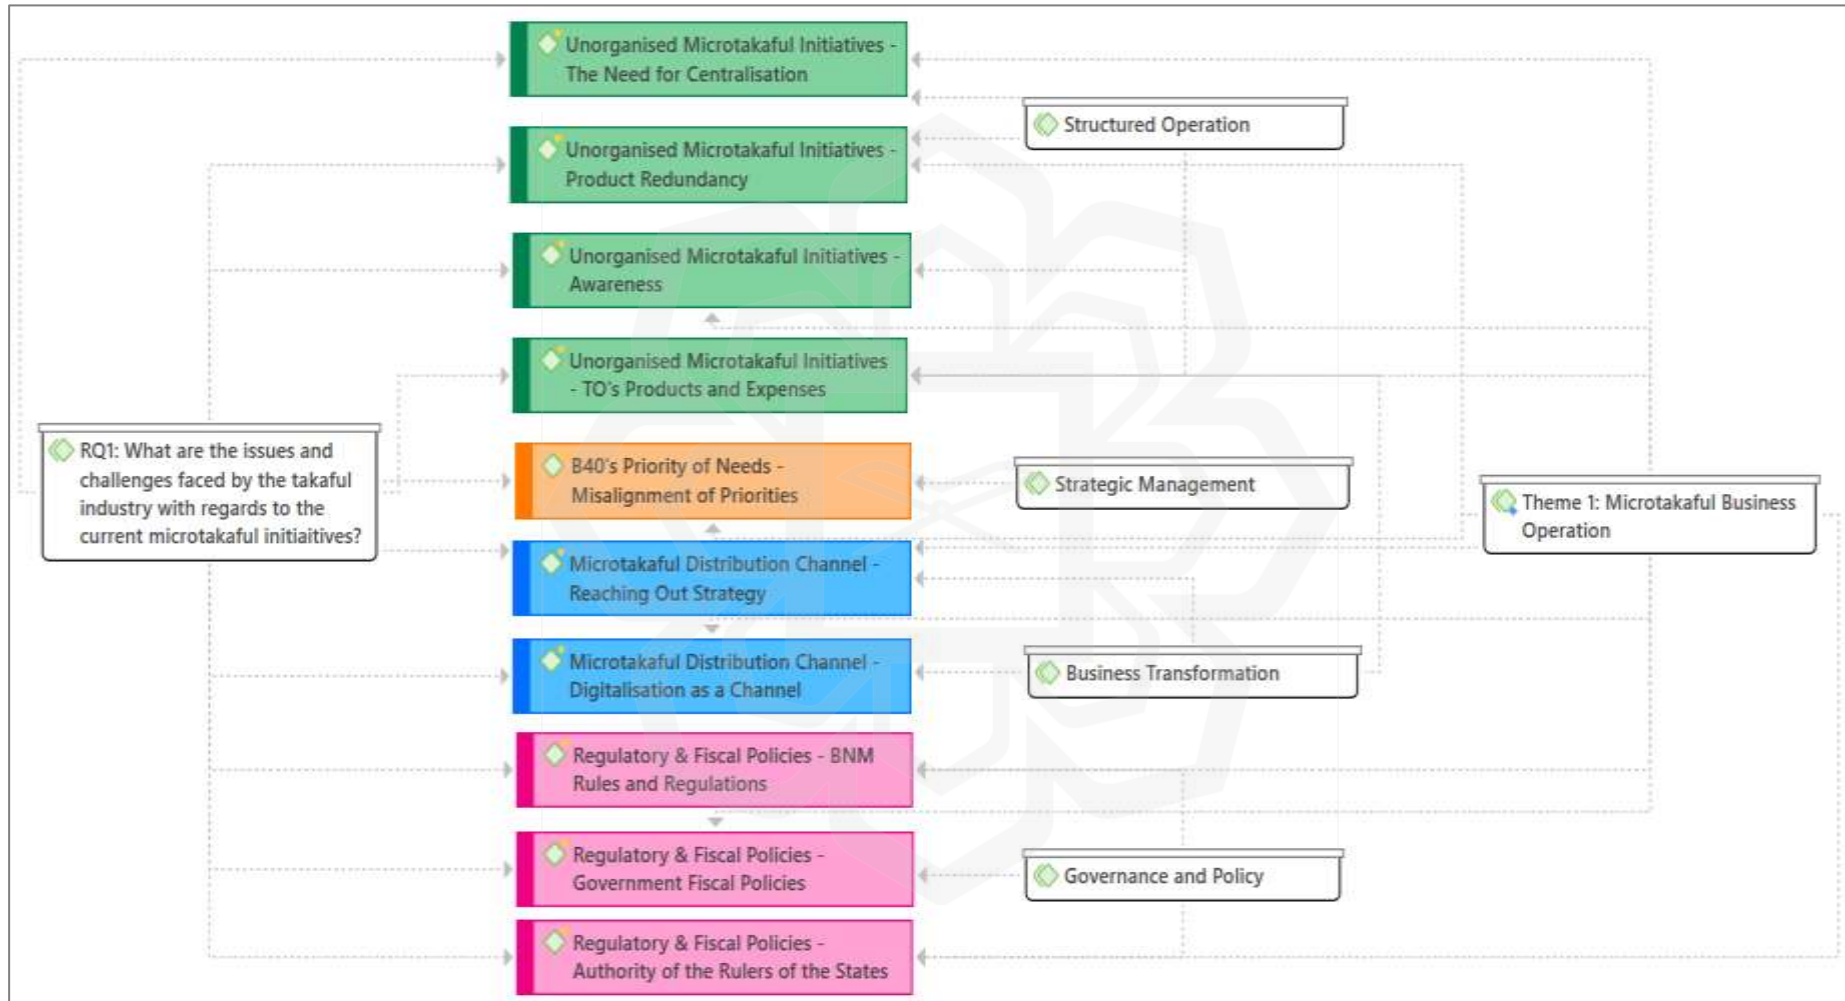 Unorganised Microtakaful Initiatives -
The Need for Centralisation
Structured Operation
Unorganised Microtakaful Initiatives -
Product Redundancy
Unorganised Microtakaful Initiatives -
Awareness
Unorganised Microtakaful Initiatives
- TO's Products and Expenses
RQ1: What are the issues and
challenges faced by the takaful
industry with regards to the
current microtakaful initiaitives?
B40's Priority of Needs -
Misalignment of Priorities
Strategic Management
Theme 1: Microtakaful Business
Operation
Microtakaful Distribution Channel -
Reaching Out Strategy
Microtakaful Distribution Channel -
Digitalisation as a Channel
Business Transformation
Regulatory & Fiscal Policies - BNM
Rules and Regulations
Regulatory & Fiscal Policies -
Government Fiscal Policies
Governance and Policy
Regulatory & Fiscal Policies -
Authority of the Rulers of the States